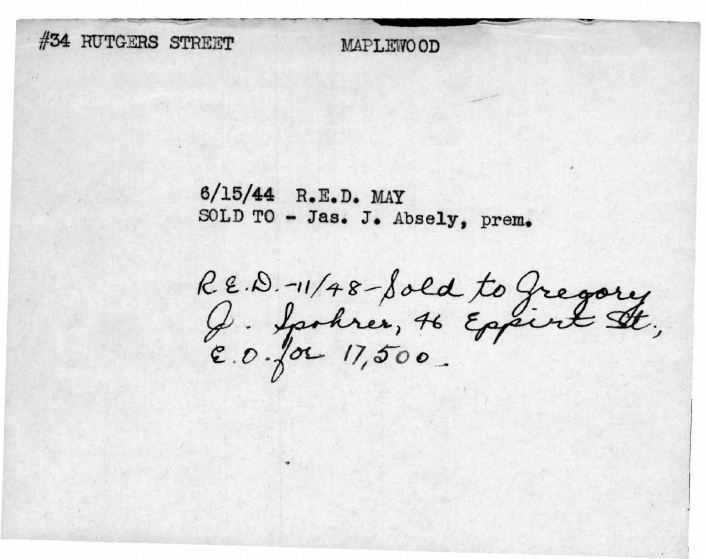 #34 RUTGERS STREET MAPLEWOOD
6/15/44 R.E.D. MAY
SOLD TO - Jas. J. Absely, prem.
R.E.D.-11/48-Sold to Gregory
J. Spohrer, 46 Eppirt St.,
E.O. for 17,500.